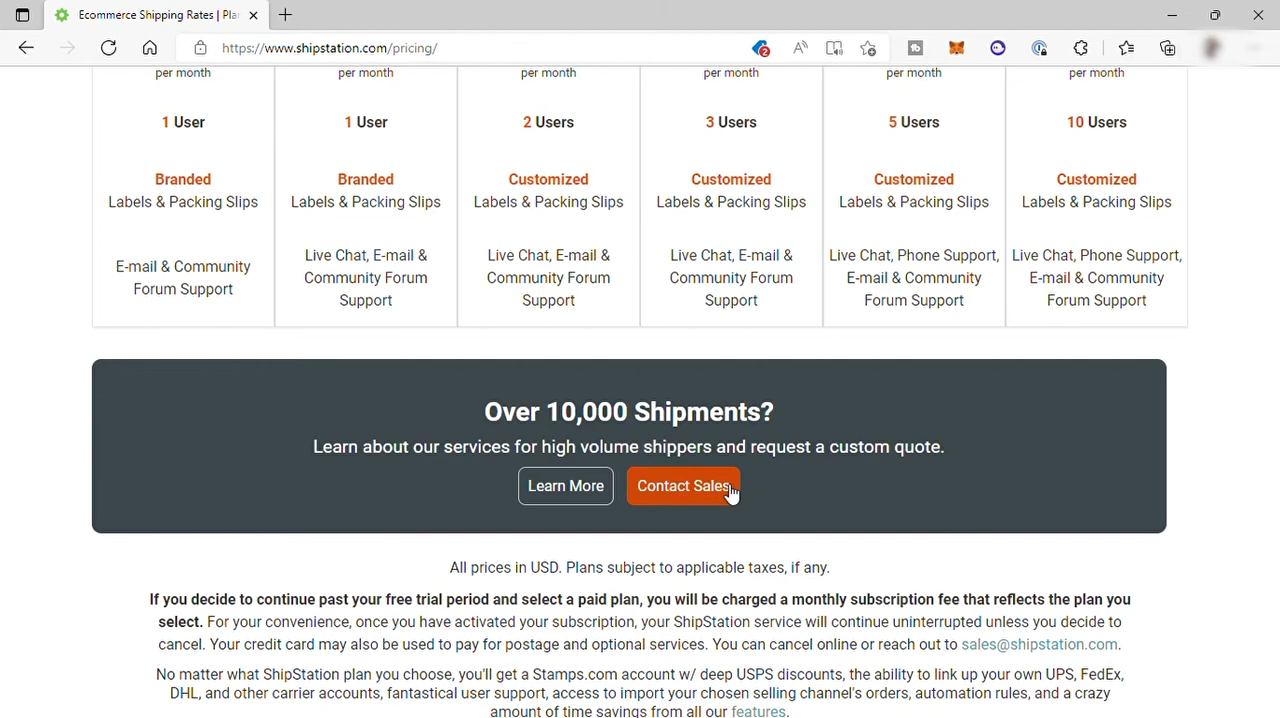 Ecommerce Shipping Rates | Pla
https://www.shipstation.com/pricing/
2
per month per month per month per month per month per month
1 User 1 User 2 Users 3 Users 5 Users 10 Users
Branded Branded Customized Customized Customized Customized
Labels & Packing Slips Labels & Packing Slips Labels & Packing Slips Labels & Packing Slips Labels & Packing Slips Labels & Packing Slips
E-mail & Community
Forum Support
Live Chat, E-mail &
Community Forum
Support
Live Chat, E-mail &
Community Forum
Support
Live Chat, E-mail &
Community Forum
Support
Live Chat, Phone Support,
E-mail & Community
Forum Support
Live Chat, Phone Support,
E-mail & Community
Forum Support
Over 10,000 Shipments?
Learn about our services for high volume shippers and request a custom quote.
Learn More Contact Sales
All prices in USD. Plans subject to applicable taxes, if any.
If you decide to continue past your free trial period and select a paid plan, you will be charged a monthly subscription fee that reflects the plan you
select. For your convenience, once you have activated your subscription, your ShipStation service will continue uninterrupted unless you decide to
cancel. Your credit card may also be used to pay for postage and optional services. You can cancel online or reach out to sales@shipstation.com.
No matter what ShipStation plan you choose, you'll get a Stamps.com account w/ deep USPS discounts, the ability to link up your own UPS, FedEx,
DHL, and other carrier accounts, fantastical user support, access to import your chosen selling channel's orders, automation rules, and a crazy
amount of time savings from all our features.